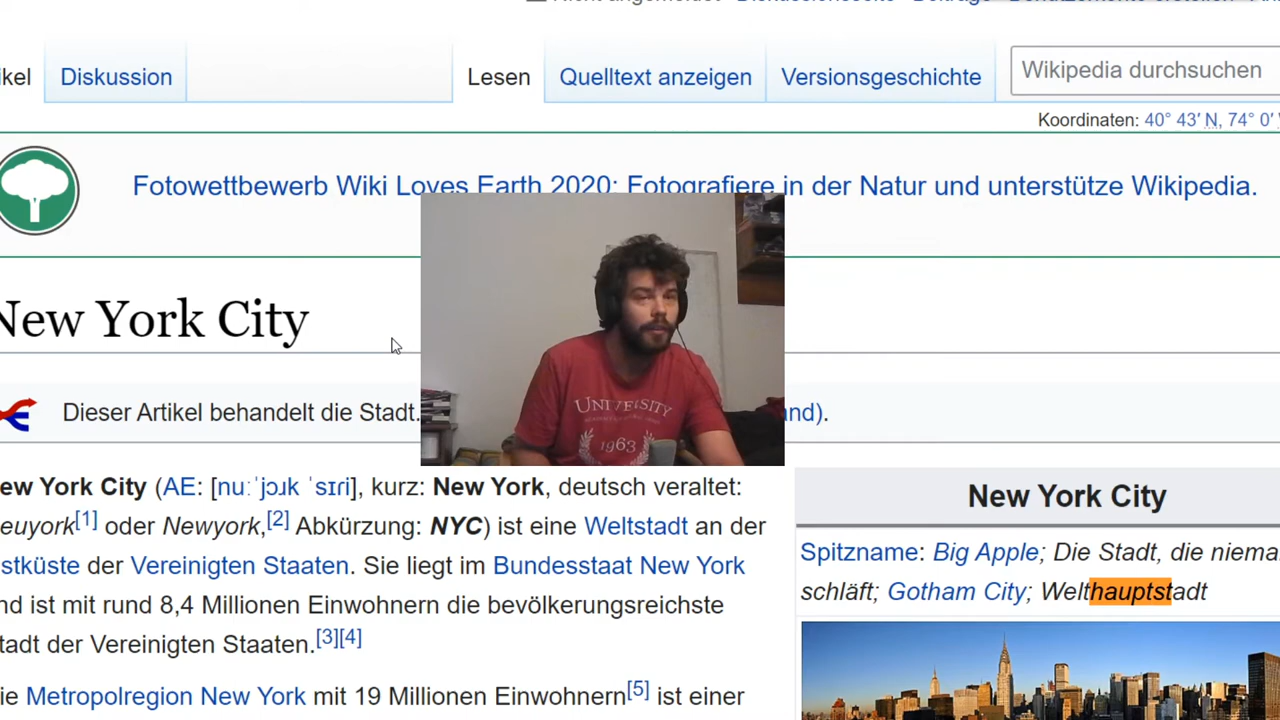 Lesen
Diskussion
Quelltext anzeigen
Versionsgeschichte
Wikipedia durchsuchen
Koordinaten: 40° 43′ N, 74° 0′
Fotowettbewerb Wiki Loves Earth 2020: Fotografiere in der Natur und unterstütze Wikipedia.
New York City
Dieser Artikel behandelt die Stadt.
UNIVERSITY
1963
ew York City (AE: [nuːˈjɔɹk ˈsɪɾi], kurz: New York, deutsch veraltet:
euyork[1] oder Newyork,[2] Abkürzung: NYC) ist eine Weltstadt an der
stküste der Vereinigten Staaten. Sie liegt im Bundesstaat New York
nd ist mit rund 8,4 Millionen Einwohnern die bevölkerungsreichste
tadt der Vereinigten Staaten.[3][4]
ie Metropolregion New York mit 19 Millionen Einwohnern[5] ist einer
New York City
Spitzname: Big Apple; Die Stadt, die niema
schläft; Gotham City; Welthauptstadt